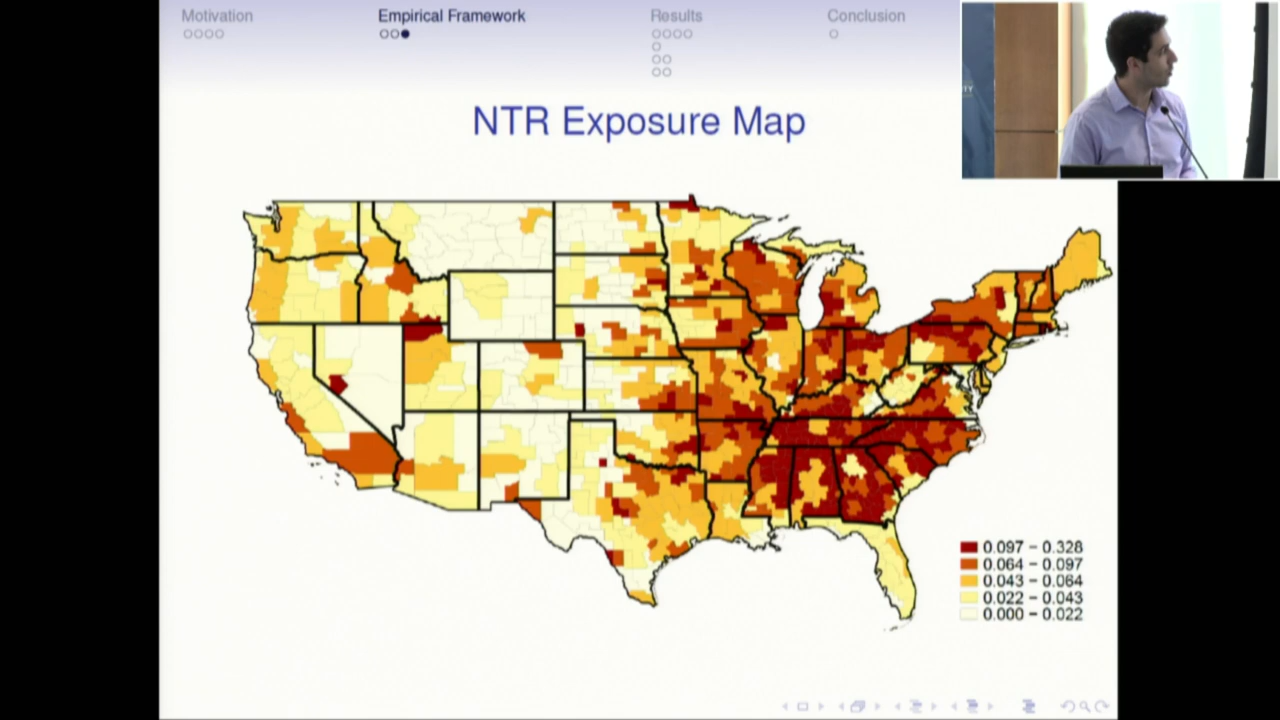 Motivation
Empirical Framework
Results
Conclusion
NTR Exposure Map
0.097 − 0.328
0.064 − 0.097
0.043 − 0.064
0.022 − 0.043
0.000 − 0.022